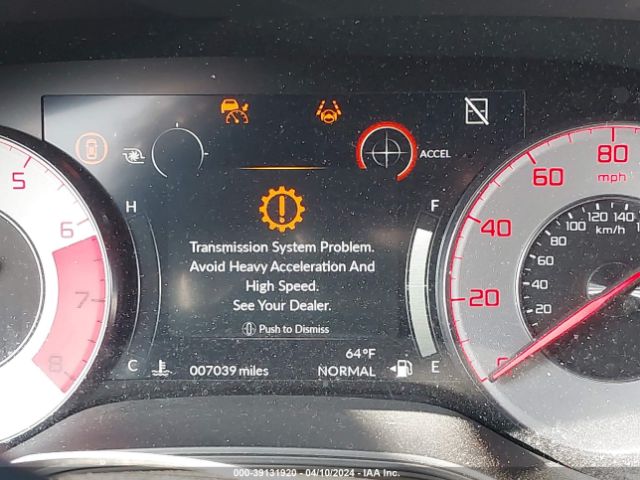 ACCEL
5
6
7
8
H
C
F
E
Transmission System Problem.
Avoid Heavy Acceleration And
High Speed.
See Your Dealer.
Push to Dismiss
64°F
007039 miles
NORMAL
80
mph
60
40
20
0
120 140
100
km/h
80
60
40
20
000-39131920 - 04/10/2024 - IAA Inc.